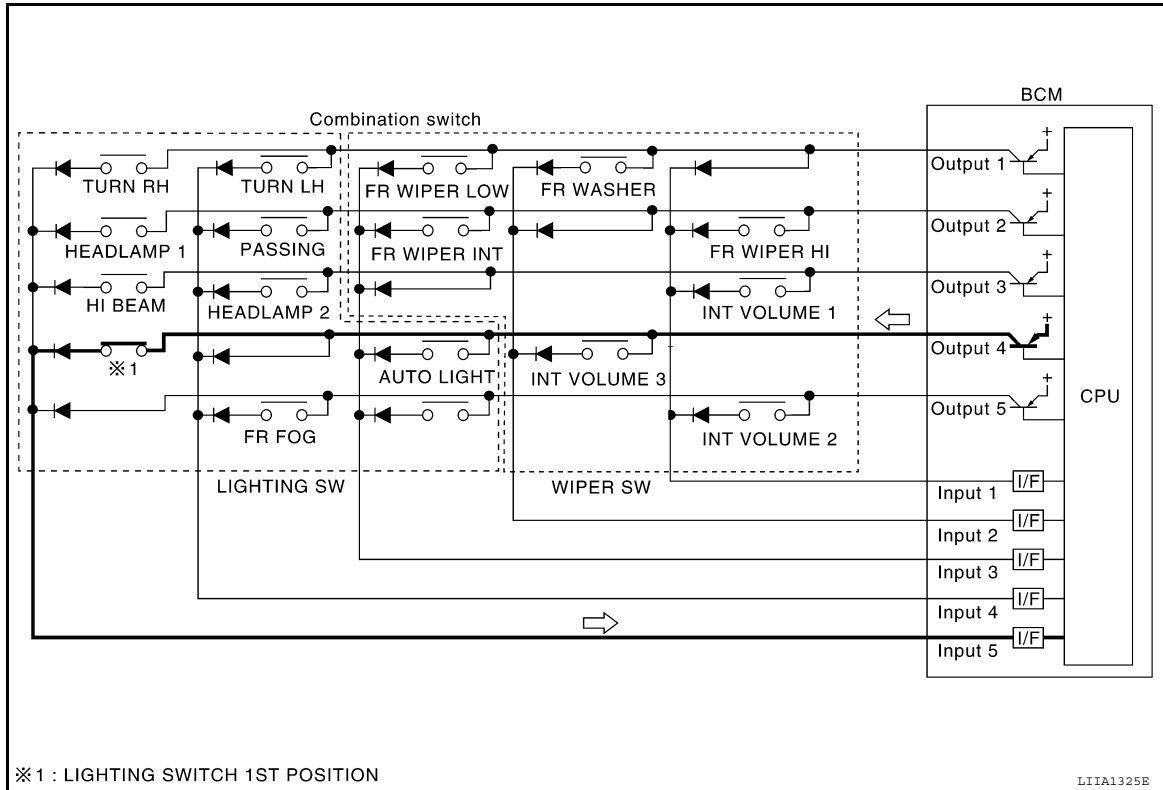 BCM
Combination switch
+
Output 1
TURN RH
TURN LH
FR WIPER LOW
FR WASHER
+
Output 2
HEADLAMP 1
PASSING
FR WIPER INT
FR WIPER HI
+
Output 3
HI BEAM
HEADLAMP 2
INT VOLUME 1
+
Output 4
※1
AUTO LIGHT
INT VOLUME 3
+
Output 5
CPU
FR FOG
INT VOLUME 2
LIGHTING SW
WIPER SW
Input 1
I/F
Input 2
I/F
Input 3
I/F
Input 4
I/F
Input 5
I/F
※1 : LIGHTING SWITCH 1ST POSITION
LIIA1325E